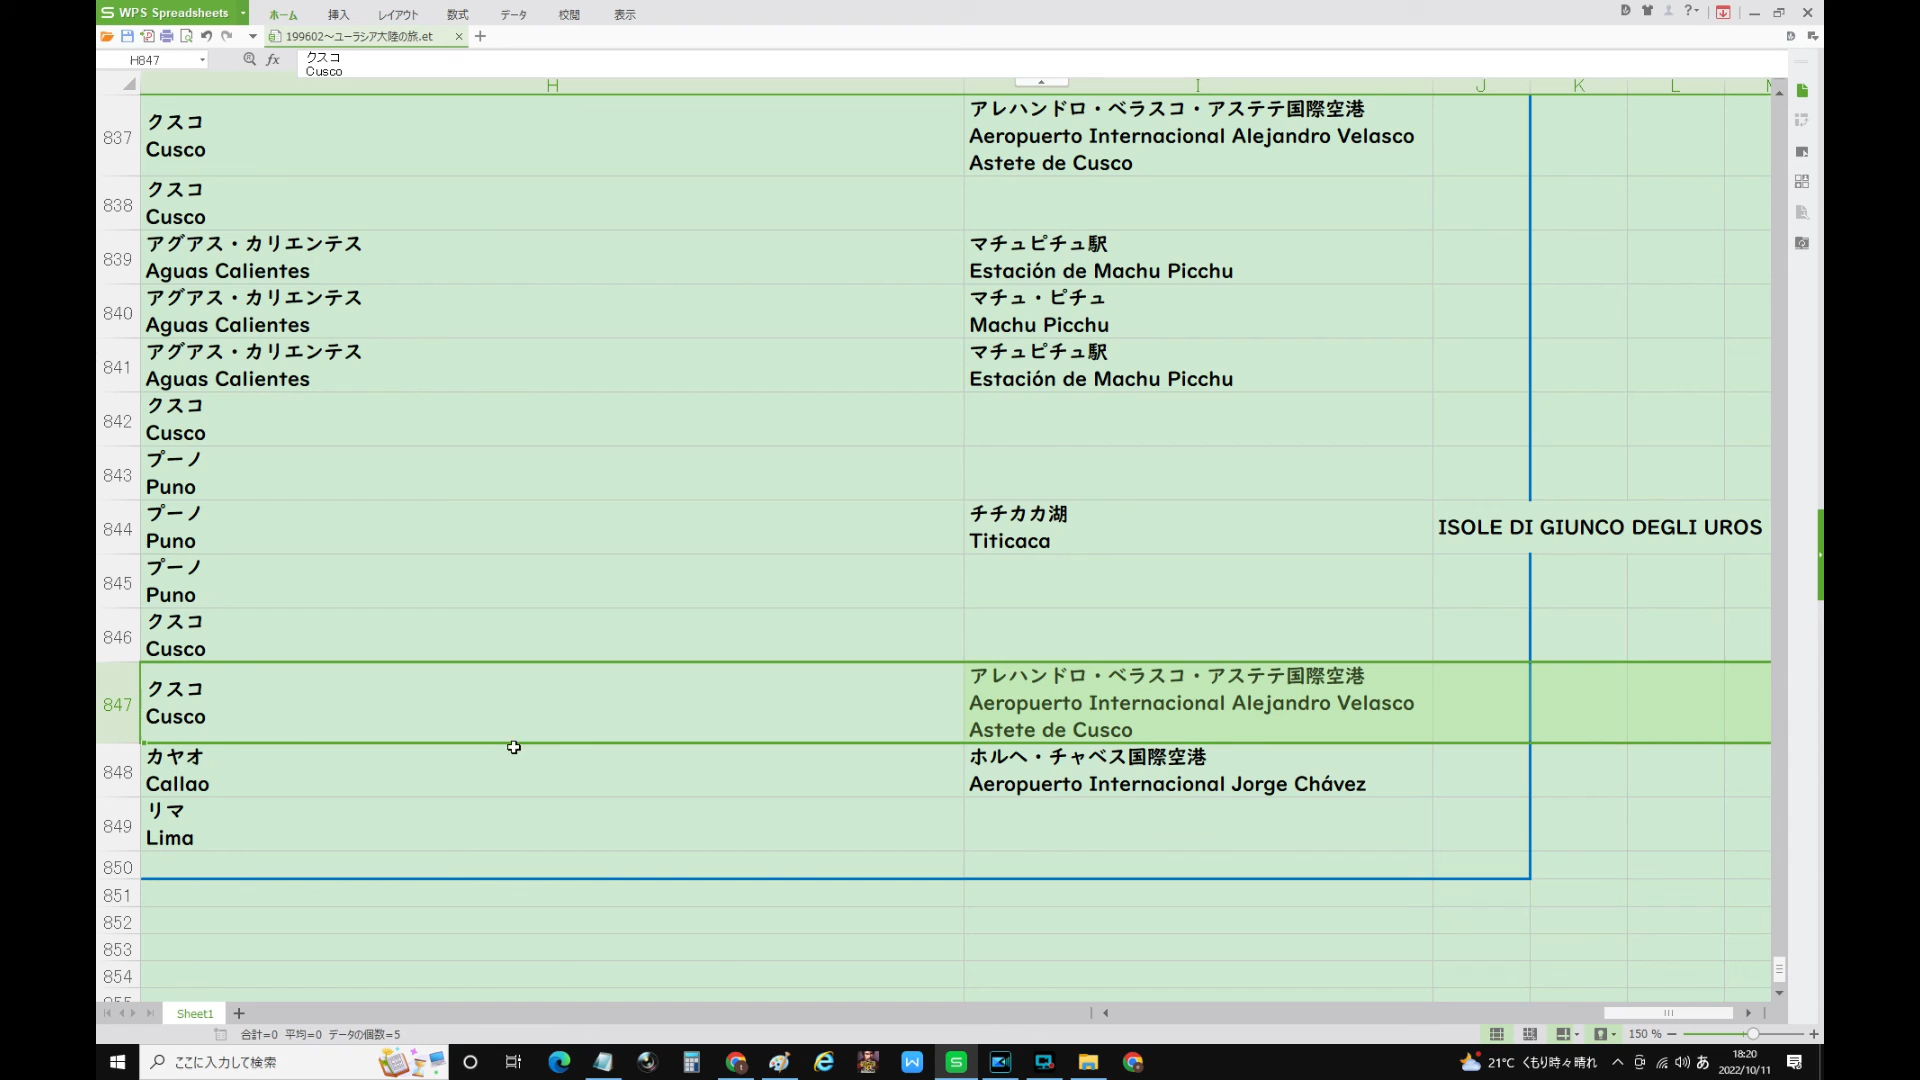 WPS Spreadsheets
ホーム 挿入 レイアウト 数式 データ 校閲 表示
199602～ユーラシア大陸の旅.et
H847
fx
クスコ
Cusco
H I J K L
837
クスコ
Cusco
アレハンドロ・ベラスコ・アステテ国際空港
Aeropuerto Internacional Alejandro Velasco
Astete de Cusco
838
クスコ
Cusco
839
アグアス・カリエンテス
Aguas Calientes
マチュピチュ駅
Estación de Machu Picchu
840
アグアス・カリエンテス
Aguas Calientes
マチュ・ピチュ
Machu Picchu
841
アグアス・カリエンテス
Aguas Calientes
マチュピチュ駅
Estación de Machu Picchu
842
クスコ
Cusco
843
プーノ
Puno
844
プーノ
Puno
チチカカ湖
Titicaca
ISOLE DI GIUNCO DEGLI UROS
845
プーノ
Puno
846
クスコ
Cusco
847
クスコ
Cusco
アレハンドロ・ベラスコ・アステテ国際空港
Aeropuerto Internacional Alejandro Velasco
Astete de Cusco
848
カヤオ
Callao
ホルヘ・チャベス国際空港
Aeropuerto Internacional Jorge Chávez
849
リマ
Lima
850
851
852
853
854
855
Sheet1
合計=0 平均=0 データの個数=5
150 %
ここに入力して検索
21°C くもり時々晴れ
あ
18:20
2022/10/11